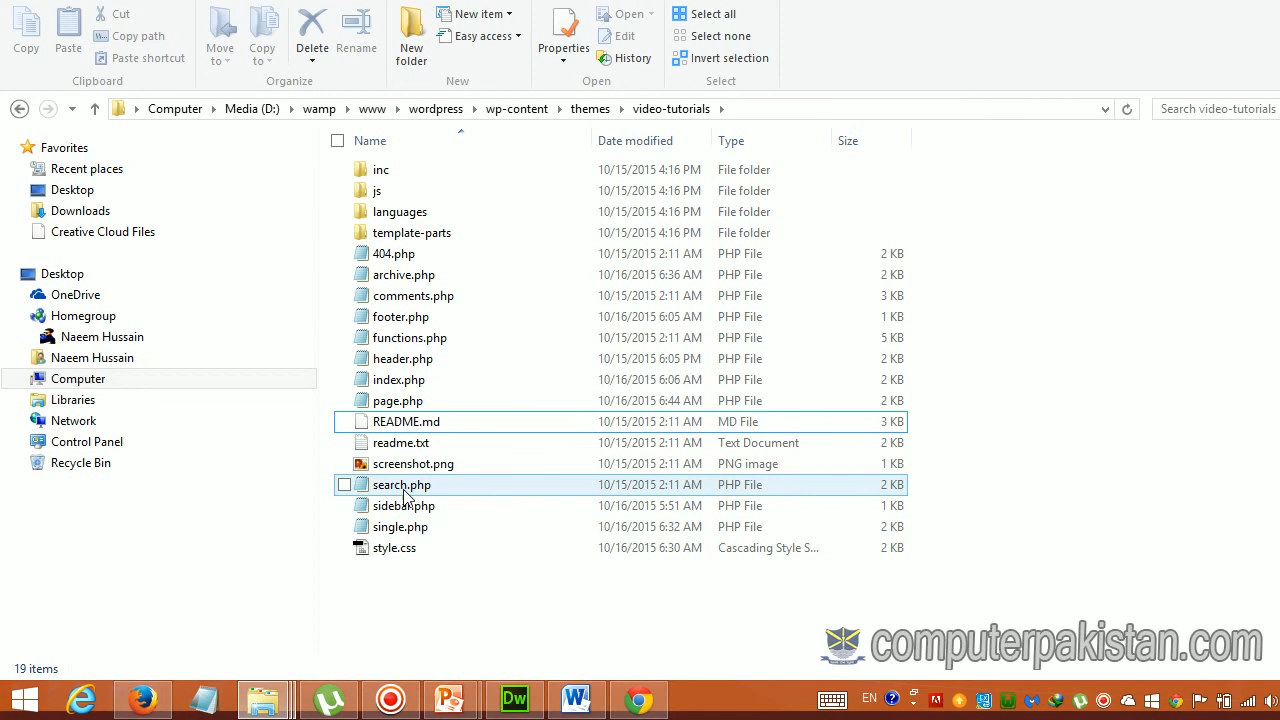 Cut
New item
Open
Select all
Copy path
Easy access
Edit
Select none
Copy
Paste
Paste shortcut
Move to
Copy to
Delete
Rename
New folder
Properties
History
Invert selection
Clipboard
Organize
New
Open
Select
Computer
Media (D:)
wamp
www
wordpress
wp-content
themes
video-tutorials
Search video-tutorials
Favorites
Recent places
Desktop
Downloads
Creative Cloud Files
Desktop
OneDrive
Homegroup
Naeem Hussain
Naeem Hussain
Computer
Libraries
Network
Control Panel
Recycle Bin
Name Date modified Type Size
inc 10/15/2015 4:16 PM File folder
js 10/15/2015 4:16 PM File folder
languages 10/15/2015 4:16 PM File folder
template-parts 10/15/2015 4:16 PM File folder
404.php 10/15/2015 2:11 AM PHP File 2 KB
archive.php 10/16/2015 6:36 AM PHP File 2 KB
comments.php 10/15/2015 2:11 AM PHP File 3 KB
footer.php 10/16/2015 6:05 AM PHP File 1 KB
functions.php 10/15/2015 2:11 AM PHP File 5 KB
header.php 10/15/2015 6:05 PM PHP File 2 KB
index.php 10/16/2015 6:06 AM PHP File 2 KB
page.php 10/16/2015 6:44 AM PHP File 2 KB
README.md 10/15/2015 2:11 AM MD File 3 KB
readme.txt 10/15/2015 2:11 AM Text Document 2 KB
screenshot.png 10/15/2015 2:11 AM PNG image 1 KB
search.php 10/15/2015 2:11 AM PHP File 2 KB
sidebar.php 10/16/2015 5:51 AM PHP File 1 KB
single.php 10/16/2015 6:32 AM PHP File 2 KB
style.css 10/16/2015 6:30 AM Cascading Style S... 2 KB
computerpakistan.com
19 items
Dw
EN